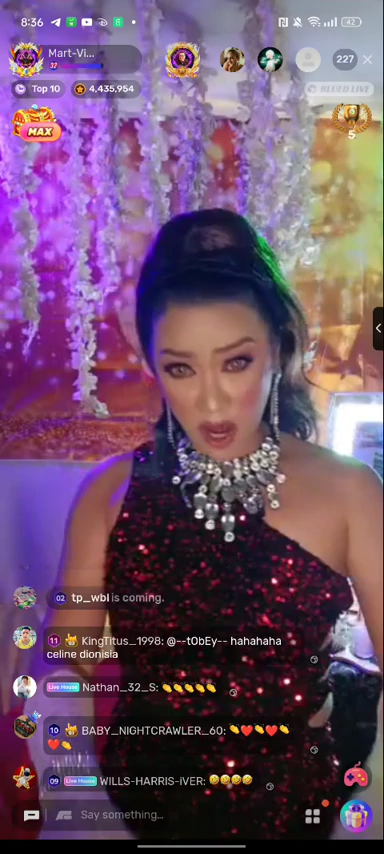 8:36
42
Mart-Vi...
37
227
Top 10
4,435,954
BLUED LIVE
MAX
5
02 tp_wbl is coming.
11 KingTitus_1998: @--tObEy-- hahahaha
celine dionisia
Live House Nathan_32_S: 👏👏👏👏👏
10 BABY_NIGHTCRAWLER_60: 👏❤️👏❤️👏
❤️👏
09 Live House WILLS-HARRIS-iVER: 🤣🤣🤣🤣
Say something...